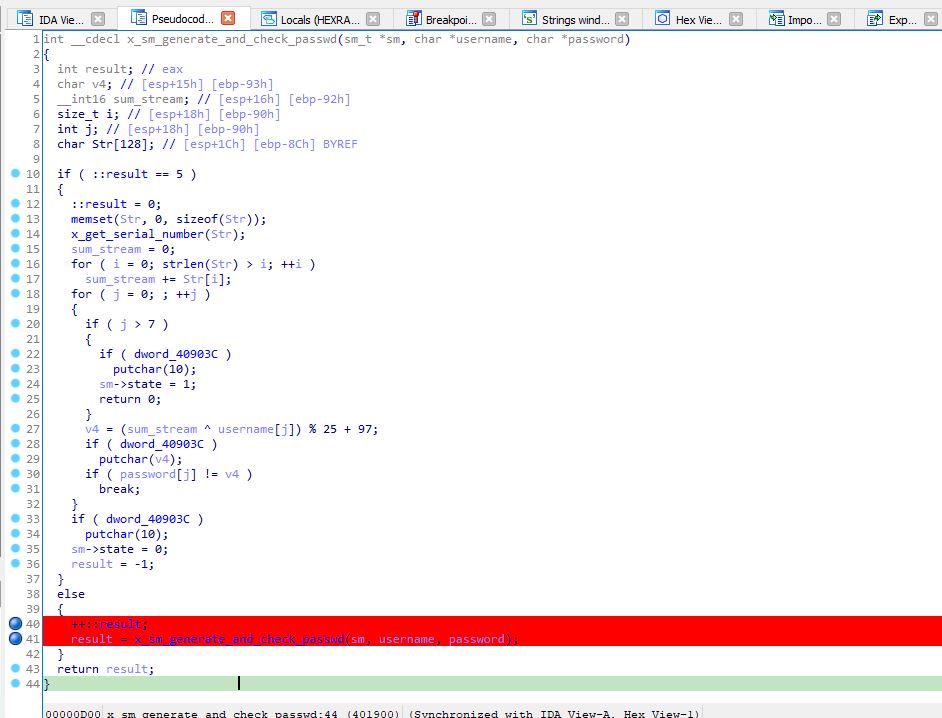 IDA Vie... Pseudocod... Locals (HEXRA... Breakpoi... Strings wind... Hex Vie... Impo... Exp...
1 int __cdecl x_sm_generate_and_check_passwd(sm_t *sm, char *username, char *password)
2 {
3 int result; // eax
4 char v4; // [esp+15h] [ebp-93h]
5 __int16 sum_stream; // [esp+16h] [ebp-92h]
6 size_t i; // [esp+18h] [ebp-90h]
7 int j; // [esp+18h] [ebp-90h]
8 char Str[128]; // [esp+1Ch] [ebp-8Ch] BYREF
9
10 if ( ::result == 5 )
11 {
12 ::result = 0;
13 memset(Str, 0, sizeof(Str));
14 x_get_serial_number(Str);
15 sum_stream = 0;
16 for ( i = 0; strlen(Str) > i; ++i )
17 sum_stream += Str[i];
18 for ( j = 0; ; ++j )
19 {
20 if ( j > 7 )
21 {
22 if ( dword_40903C )
23 putchar(10);
24 sm->state = 1;
25 return 0;
26 }
27 v4 = (sum_stream ^ username[j]) % 25 + 97;
28 if ( dword_40903C )
29 putchar(v4);
30 if ( password[j] != v4 )
31 break;
32 }
33 if ( dword_40903C )
34 putchar(10);
35 sm->state = 0;
36 result = -1;
37 }
38 else
39 {
40 ++::result;
41 result = x_sm_generate_and_check_passwd(sm, username, password);
42 }
43 return result;
44 }
00000D00 x_sm_generate_and_check_passwd:44 (401900) (Synchronized with IDA View-A, Hex View-1)